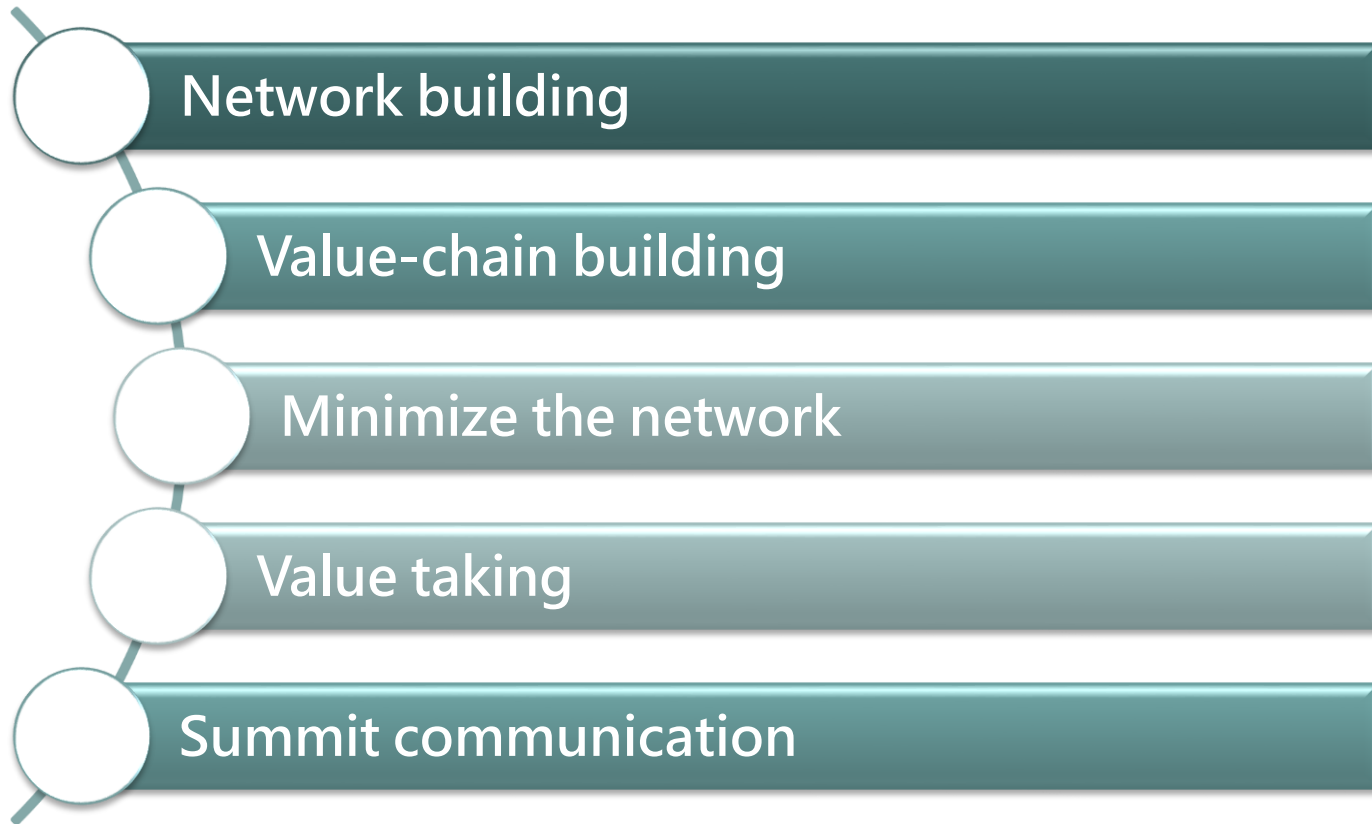 Network building
Value-chain building
Minimize the network
Value taking
Summit communication